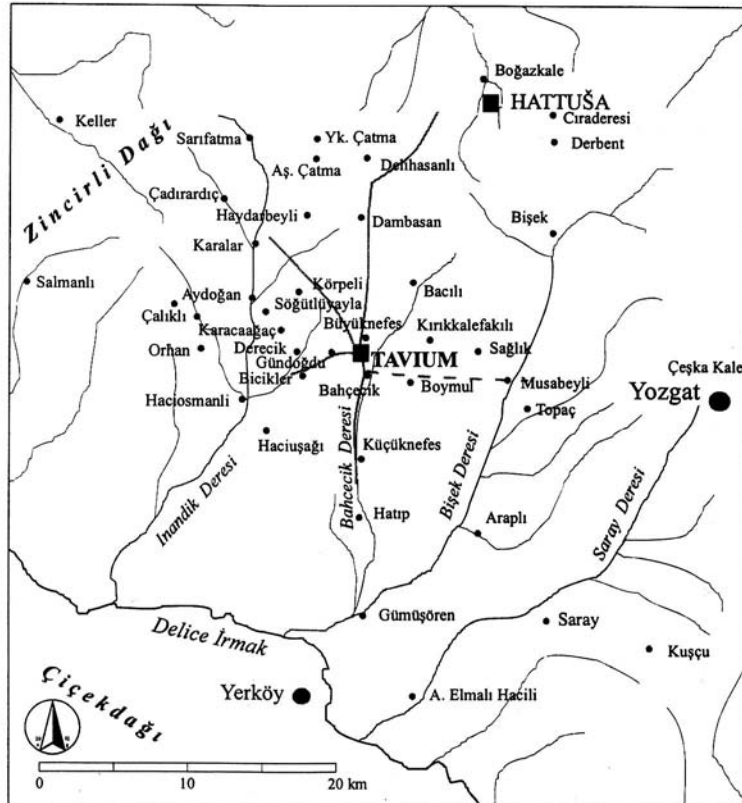 Boğazkale
HATTUŠA
Keller
Cıraderesi
Zincirli Dağı
Sarıfatma
Yk. Çatma
Derbent
Aş. Çatma
Delihasanlı
Çadırardıç
Haydarbeyli
Dambasan
Bişek
Karalar
Salmanlı
Körpeli
Bacılı
Aydoğan
Söğütlüyayla
Çalıklı
Karacaağaç
Büyüknefes
Kırıkkalefakılı
Orhan
Derecik
Gündoğdu
TAVIUM
Sağlık
Çeşka Kale
Bicikler
Bahçecik
Boymul
Musabeyli
Yozgat
Haciosmanli
Topaç
Haciuşağı
Küçüknefes
Inandik Deresi
Bahcecik Deresi
Bişek Deresi
Saray Deresi
Hatıp
Araplı
Gümüşören
Saray
Delice İrmak
Kuşçu
Çiçekdağı
Yerköy
A. Elmalı Hacili
0 10 20 km